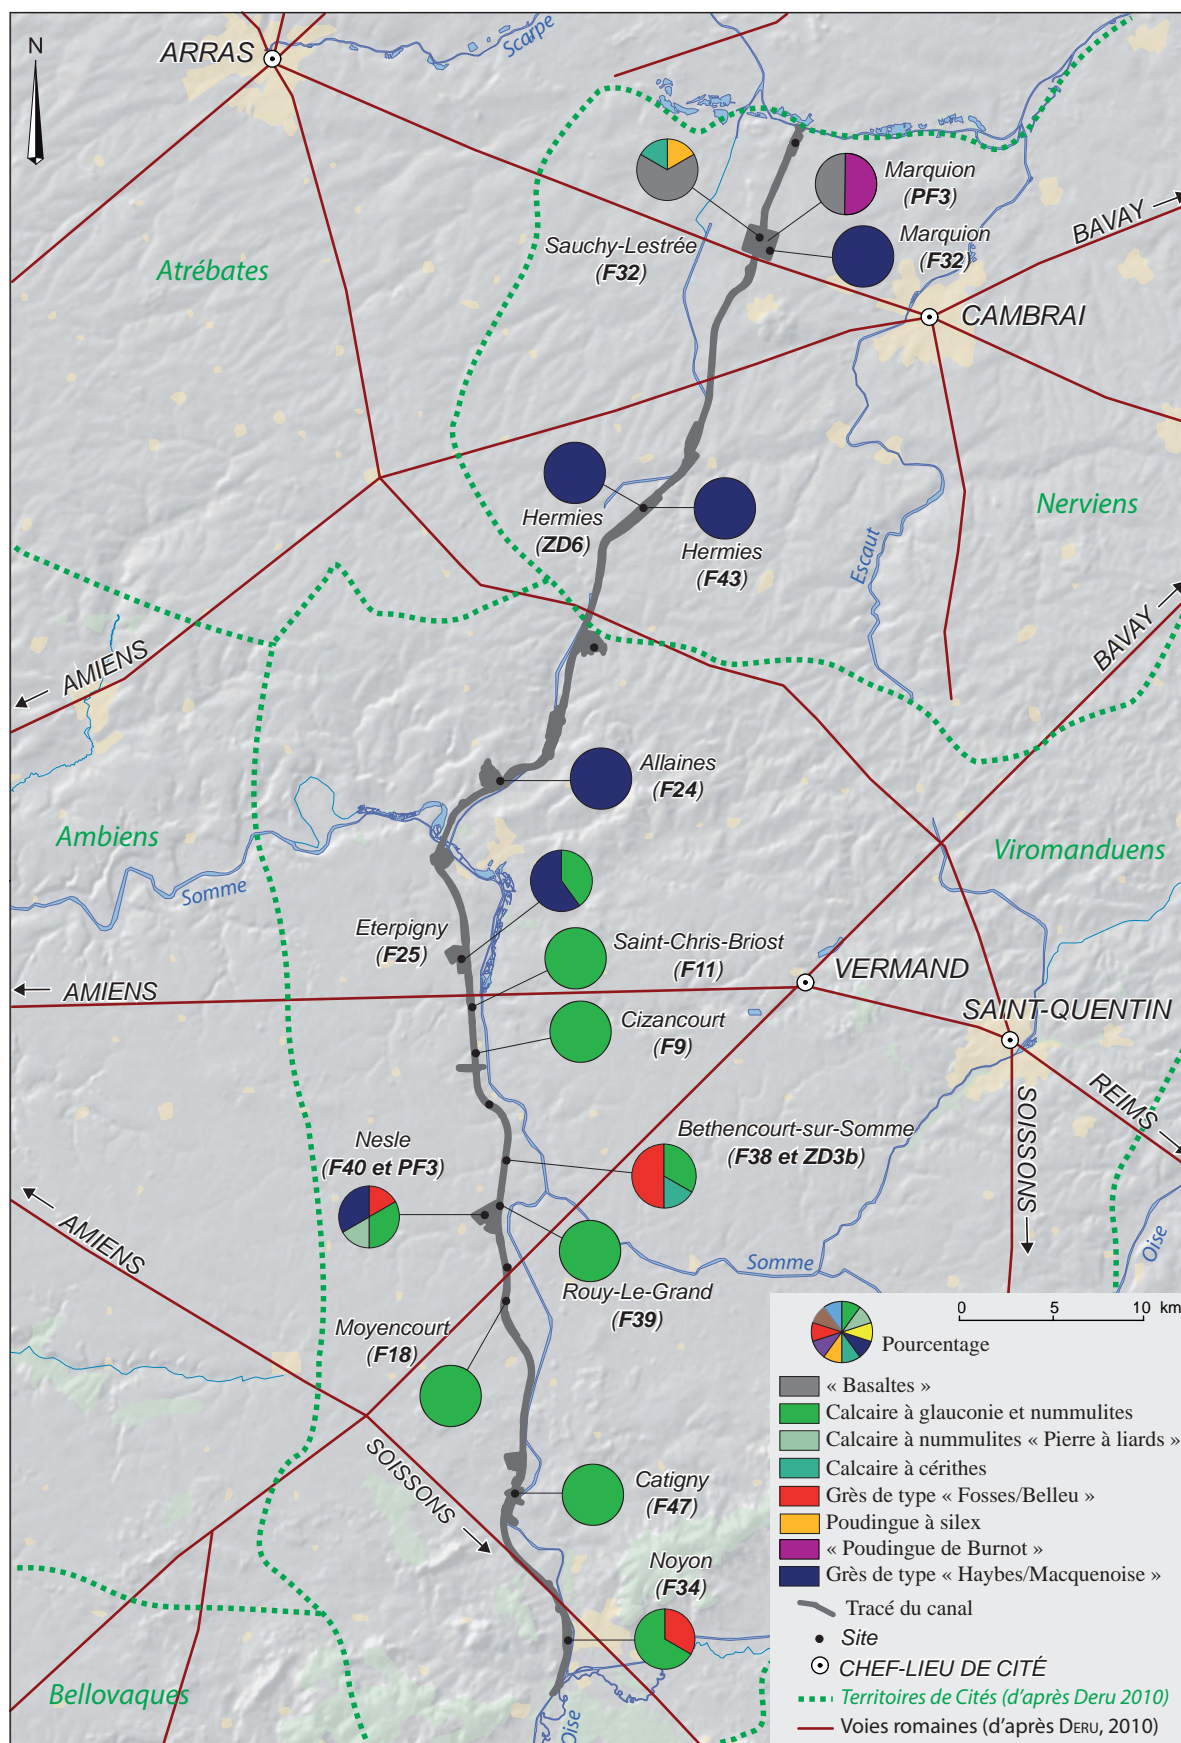 N
ARRAS
Scarpe
Marquion
(PF3)
BAVAY
Marquion
(F32)
Sauchy-Lestrée
(F32)
Atrébates
CAMBRAI
Nerviens
Hermies
(ZD6)
Hermies
(F43)
Escaut
BAVAY
AMIENS
Allaines
(F24)
Ambiens
Viromanduens
Somme
Eterpigny
(F25)
Saint-Chris-Briost
(F11)
AMIENS
VERMAND
SAINT-QUENTIN
Cizancourt
(F9)
REIMS
SOISSONS
Bethencourt-sur-Somme
(F38 et ZD3b)
Nesle
(F40 et PF3)
AMIENS
Oise
Somme
Rouy-Le-Grand
(F39)
Moyencourt
(F18)
SOISSONS
Catigny
(F47)
Noyon
(F34)
Bellovaques
Oise
0 5 10 km
Pourcentage
« Basaltes »
Calcaire à glauconie et nummulites
Calcaire à nummulites « Pierre à liards »
Calcaire à cérithes
Grès de type « Fosses/Belleu »
Poudingue à silex
« Poudingue de Burnot »
Grès de type « Haybes/Macquenoise »
Tracé du canal
Site
CHEF-LIEU DE CITÉ
Territoires de Cités (d'après Deru 2010)
Voies romaines (d'après DERU, 2010)